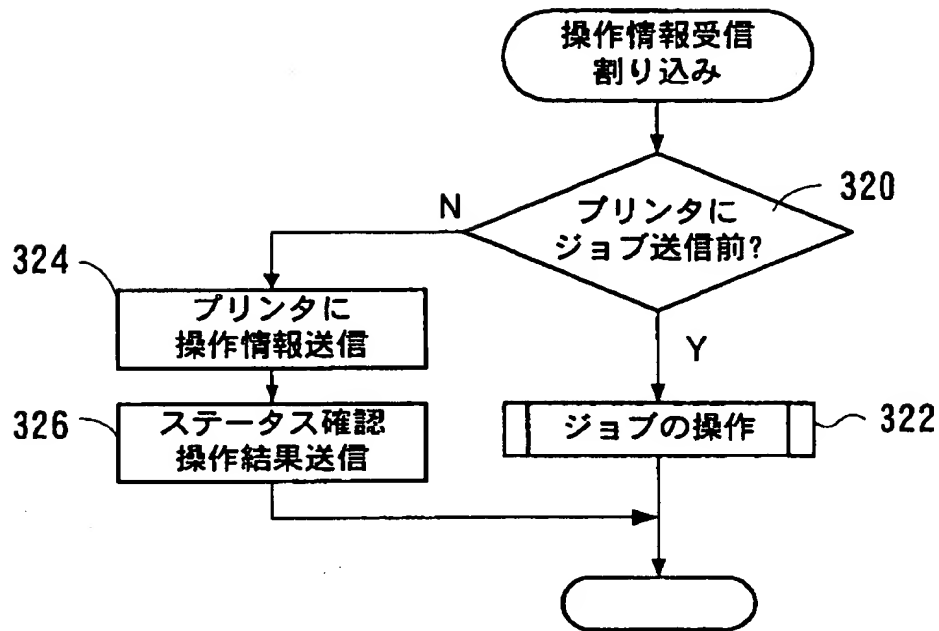 操作情報受信
割り込み
320
プリンタに
ジョブ送信前?
N
Y
324
プリンタに
操作情報送信
326
ステータス確認
操作結果送信
ジョブの操作
322